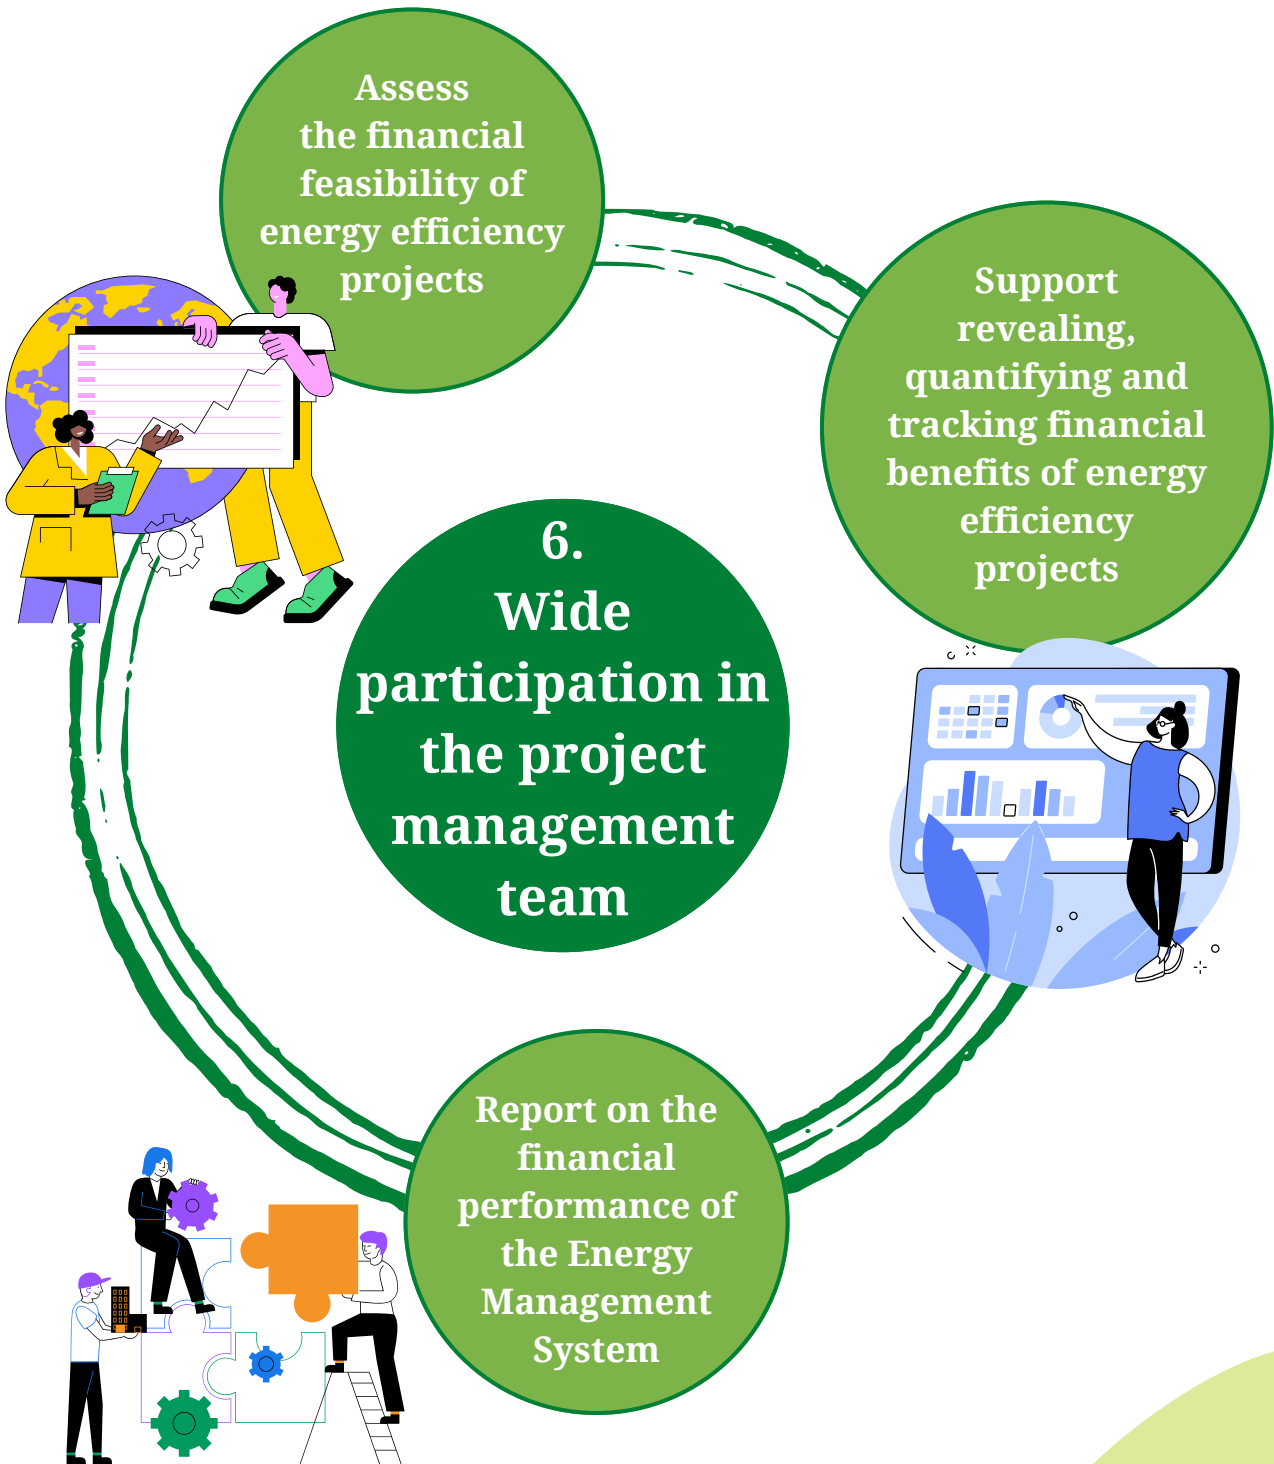 Assess
the financial
feasibility of
energy efficiency
projects
Support
revealing,
quantifying and
tracking financial
benefits of energy
efficiency
projects
6.
Wide
participation in
the project
management
team
Report on the
financial
performance of
the Energy
Management
System